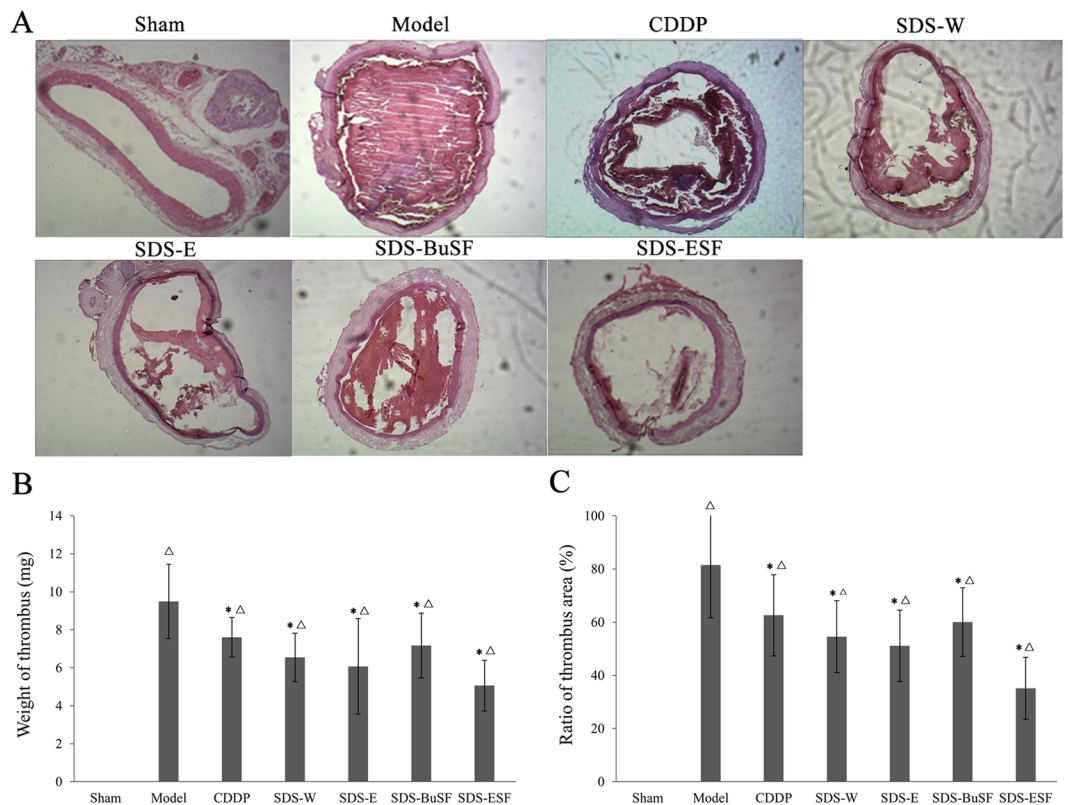 A
Sham Model CDDP SDS-W
SDS-E SDS-BuSF SDS-ESF
B
Weight of thrombus (mg)
14
12
10
8
6
4
2
0
△
* △
* △
* △
* △
* △
Sham Model CDDP SDS-W SDS-E SDS-BuSF SDS-ESF
C
Ratio of thrombus area (%)
100
80
60
40
20
0
△
* △
* △
* △
* △
* △
Sham Model CDDP SDS-W SDS-E SDS-BuSF SDS-ESF